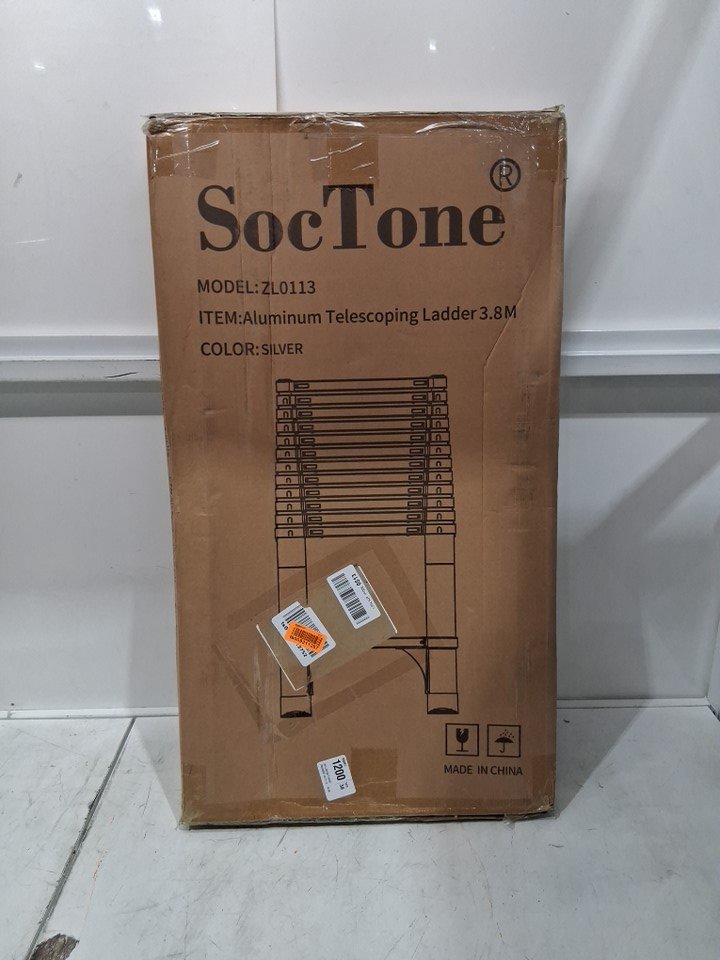 SocTone®
MODEL:ZL0113
ITEM:Aluminum Telescoping Ladder 3.8M
COLOR:SILVER
MADE IN CHINA
1200